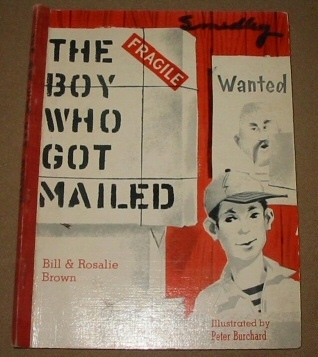 Smedley
THE
BOY
WHO
GOT
MAILED
FRAGILE
Wanted
Bill & Rosalie
Brown
Illustrated by
Peter Burchard